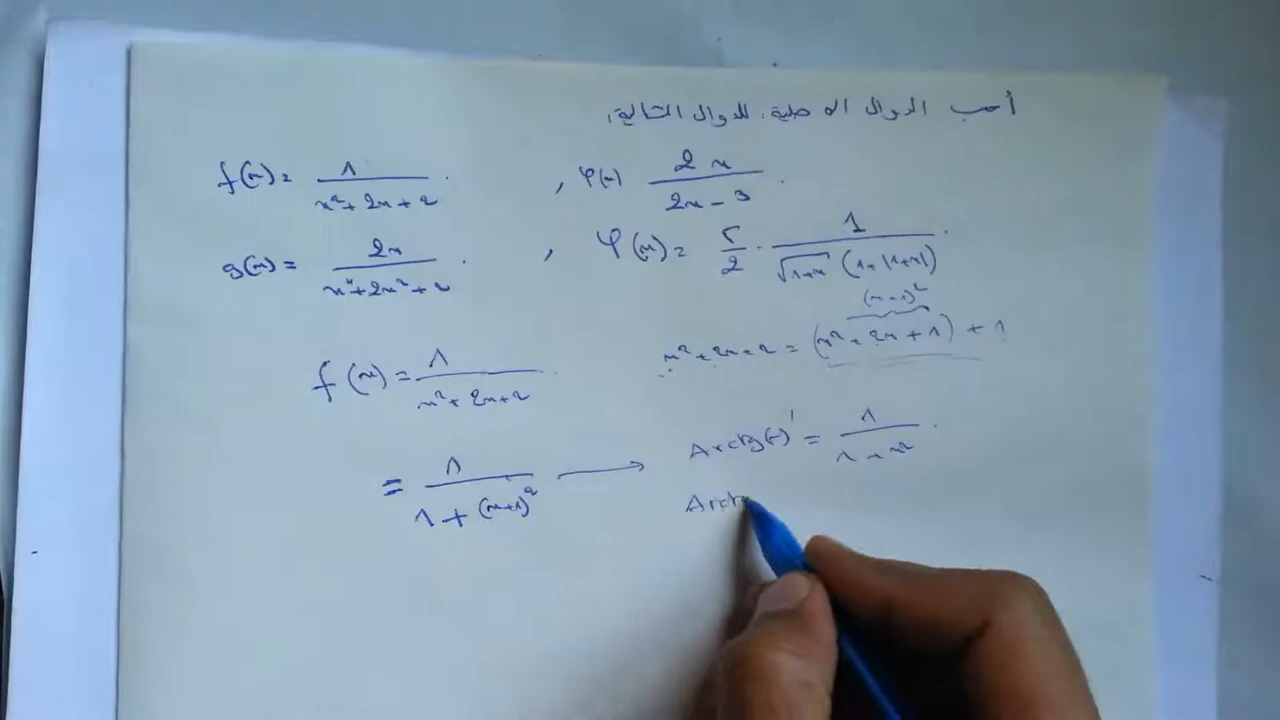 أحسب الدوال الأصلية للدوال التالية:
f(x) = 1/(x²+2x+2) , φ(x) 2x/(2x-3)
g(x) = 2x/(x⁴+2x²+2) , φ(x) = 5/2 · 1/(√(1+x) (1+|1+x|))
(x+1)²
x²+2x+2 = (x²+2x+1) + 1
f(x) = 1/(x²+2x+2)
Arctg(x)' = 1/(1+x²)
= 1/(1+(x+1)²) →
Arctg